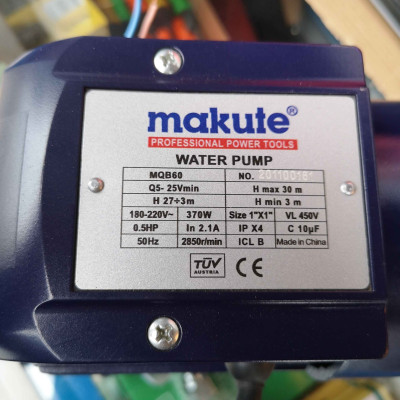 makute®
PROFESSIONAL POWER TOOLS
WATER PUMP
MQB60 NO.
Q5- 25Vmin H max 30 m
H 27÷3m H min 3 m
180-220V~ 370W Size 1"X1" VL 450V
0.5HP In 2.1A IP X4 C 10μF
50Hz 2850r/min ICL B Made in China
TÜV
AUSTRIA
CE